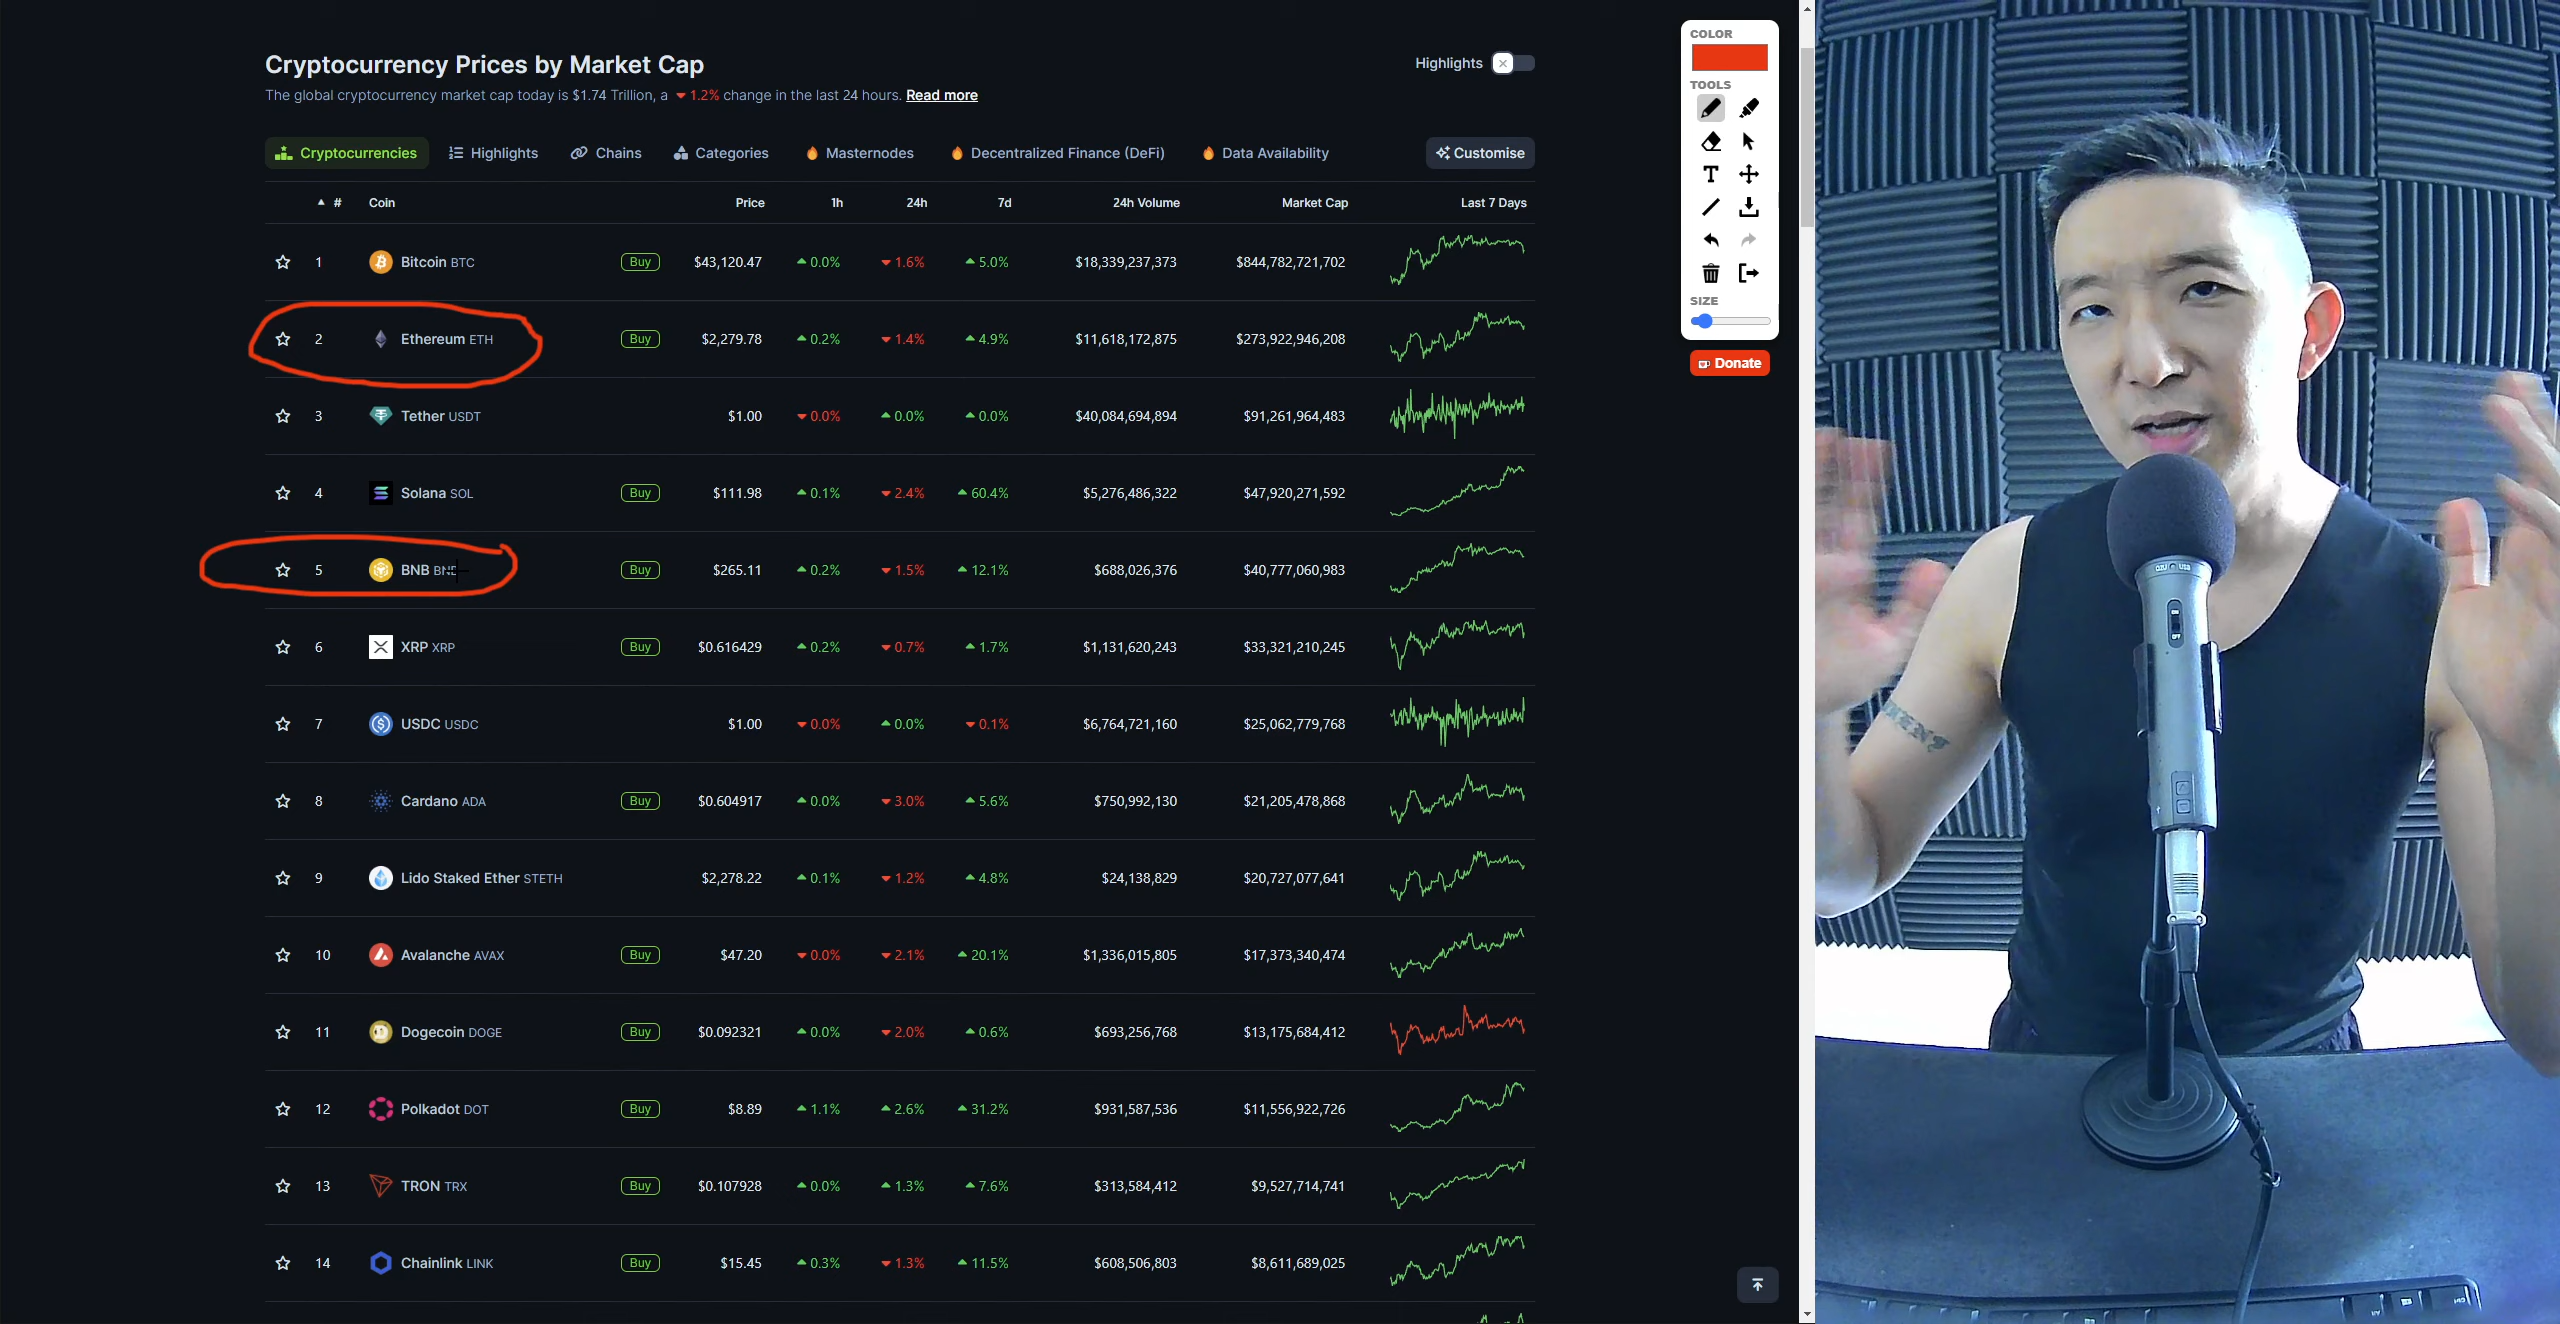 Cryptocurrency Prices by Market Cap
Highlights
The global cryptocurrency market cap today is $1.74 Trillion, a 1.2% change in the last 24 hours. Read more
Cryptocurrencies Highlights Chains Categories Masternodes Decentralized Finance (DeFi) Data Availability Customise
# Coin Price 1h 24h 7d 24h Volume Market Cap Last 7 Days
1 Bitcoin BTC Buy $43,120.47 0.0% 1.6% 5.0% $18,339,237,373 $844,782,721,702
2 Ethereum ETH Buy $2,279.78 0.2% 1.4% 4.9% $11,618,172,875 $273,922,946,208
3 Tether USDT $1.00 0.0% 0.0% 0.0% $40,084,694,894 $91,261,964,483
4 Solana SOL Buy $111.98 0.1% 2.4% 60.4% $5,276,486,322 $47,920,271,592
5 BNB BNB Buy $265.11 0.2% 1.5% 12.1% $688,026,376 $40,777,060,983
6 XRP XRP Buy $0.616429 0.2% 0.7% 1.7% $1,131,620,243 $33,321,210,245
7 USDC USDC $1.00 0.0% 0.0% 0.1% $6,764,721,160 $25,062,779,768
8 Cardano ADA Buy $0.604917 0.0% 3.0% 5.6% $750,992,130 $21,205,478,868
9 Lido Staked Ether STETH $2,278.22 0.1% 1.2% 4.8% $24,138,829 $20,727,077,641
10 Avalanche AVAX Buy $47.20 0.0% 2.1% 20.1% $1,336,015,805 $17,373,340,474
11 Dogecoin DOGE Buy $0.092321 0.0% 2.0% 0.6% $693,256,768 $13,175,684,412
12 Polkadot DOT Buy $8.89 1.1% 2.6% 31.2% $931,587,536 $11,556,922,726
13 TRON TRX Buy $0.107928 0.0% 1.3% 7.6% $313,584,412 $9,527,714,741
14 Chainlink LINK Buy $15.45 0.3% 1.3% 11.5% $608,506,803 $8,611,689,025
COLOR
TOOLS
T
SIZE
Donate
ON
OFF